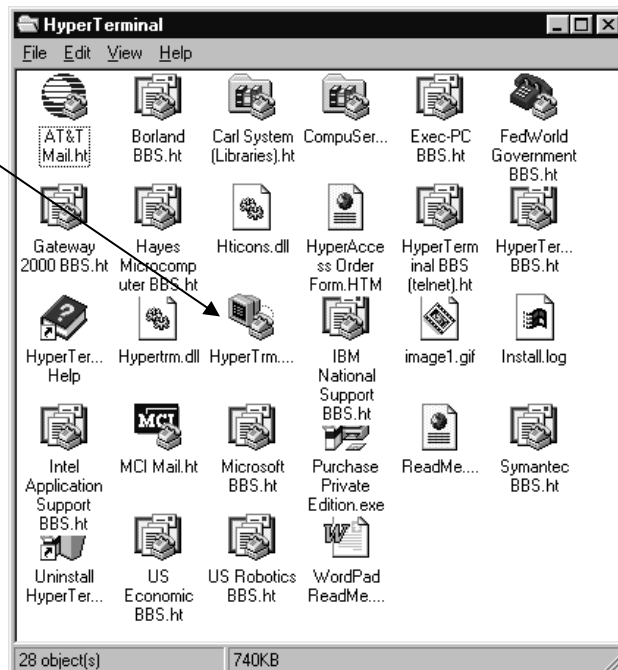 HyperTerminal
File Edit View Help
AT&T Borland Carl System CompuSer... Exec-PC FedWorld
Mail.ht BBS.ht (Libraries).ht BBS.ht Government
BBS.ht
Gateway Hayes Hticons.dll HyperAcce HyperTerm HyperTer...
2000 BBS.ht Microcomp ss Order inal BBS BBS.ht
uter BBS.ht Form.HTM (telnet).ht
HyperTer... Hypertrm.dll HyperTrm.... IBM image1.gif Install.log
Help National
Support
BBS.ht
MCI
Intel MCI Mail.ht Microsoft Purchase ReadMe.... Symantec
Application BBS.ht Private BBS.ht
Support Edition.exe
BBS.ht
W
Uninstall US US Robotics WordPad
HyperTer... Economic BBS.ht ReadMe....
BBS.ht
28 object(s) 740KB